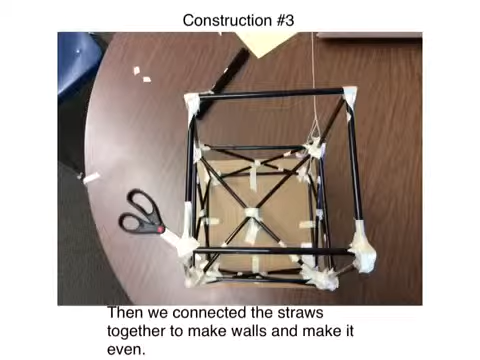 Construction #3
Then we connected the straws
together to make walls and make it
even.